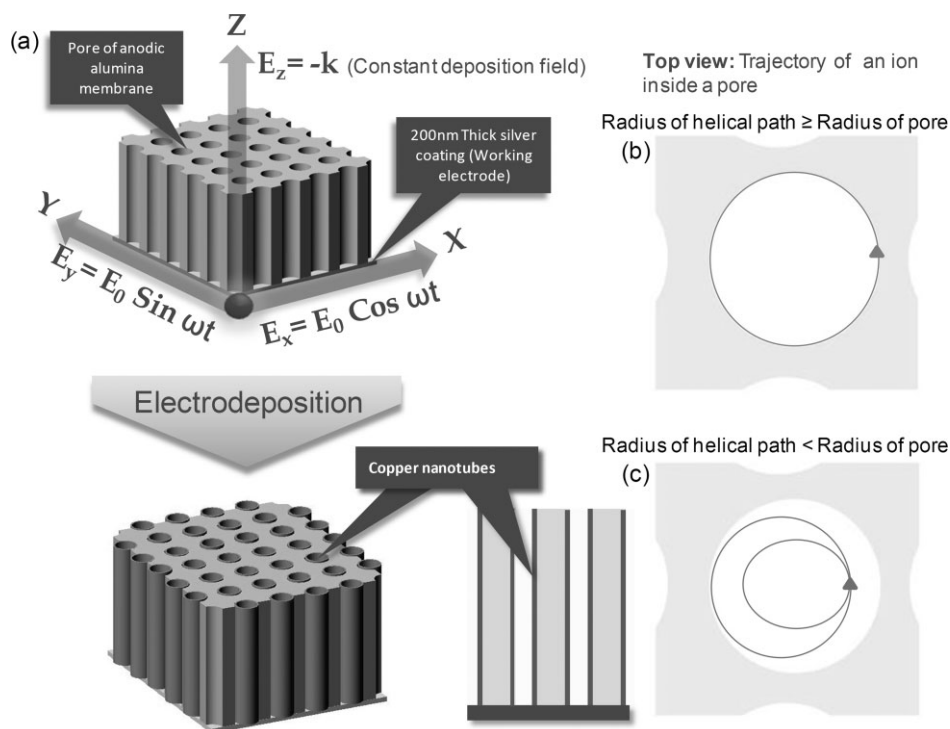 (a)
Pore of anodic
alumina
membrane
Z
E_z = -k (Constant deposition field)
200nm Thick silver
coating (Working
electrode)
Y
X
E_y = E_0 Sin ωt
E_x = E_0 Cos ωt
Electrodeposition
Copper nanotubes
Top view: Trajectory of an ion
inside a pore
Radius of helical path ≥ Radius of pore
(b)
Radius of helical path < Radius of pore
(c)